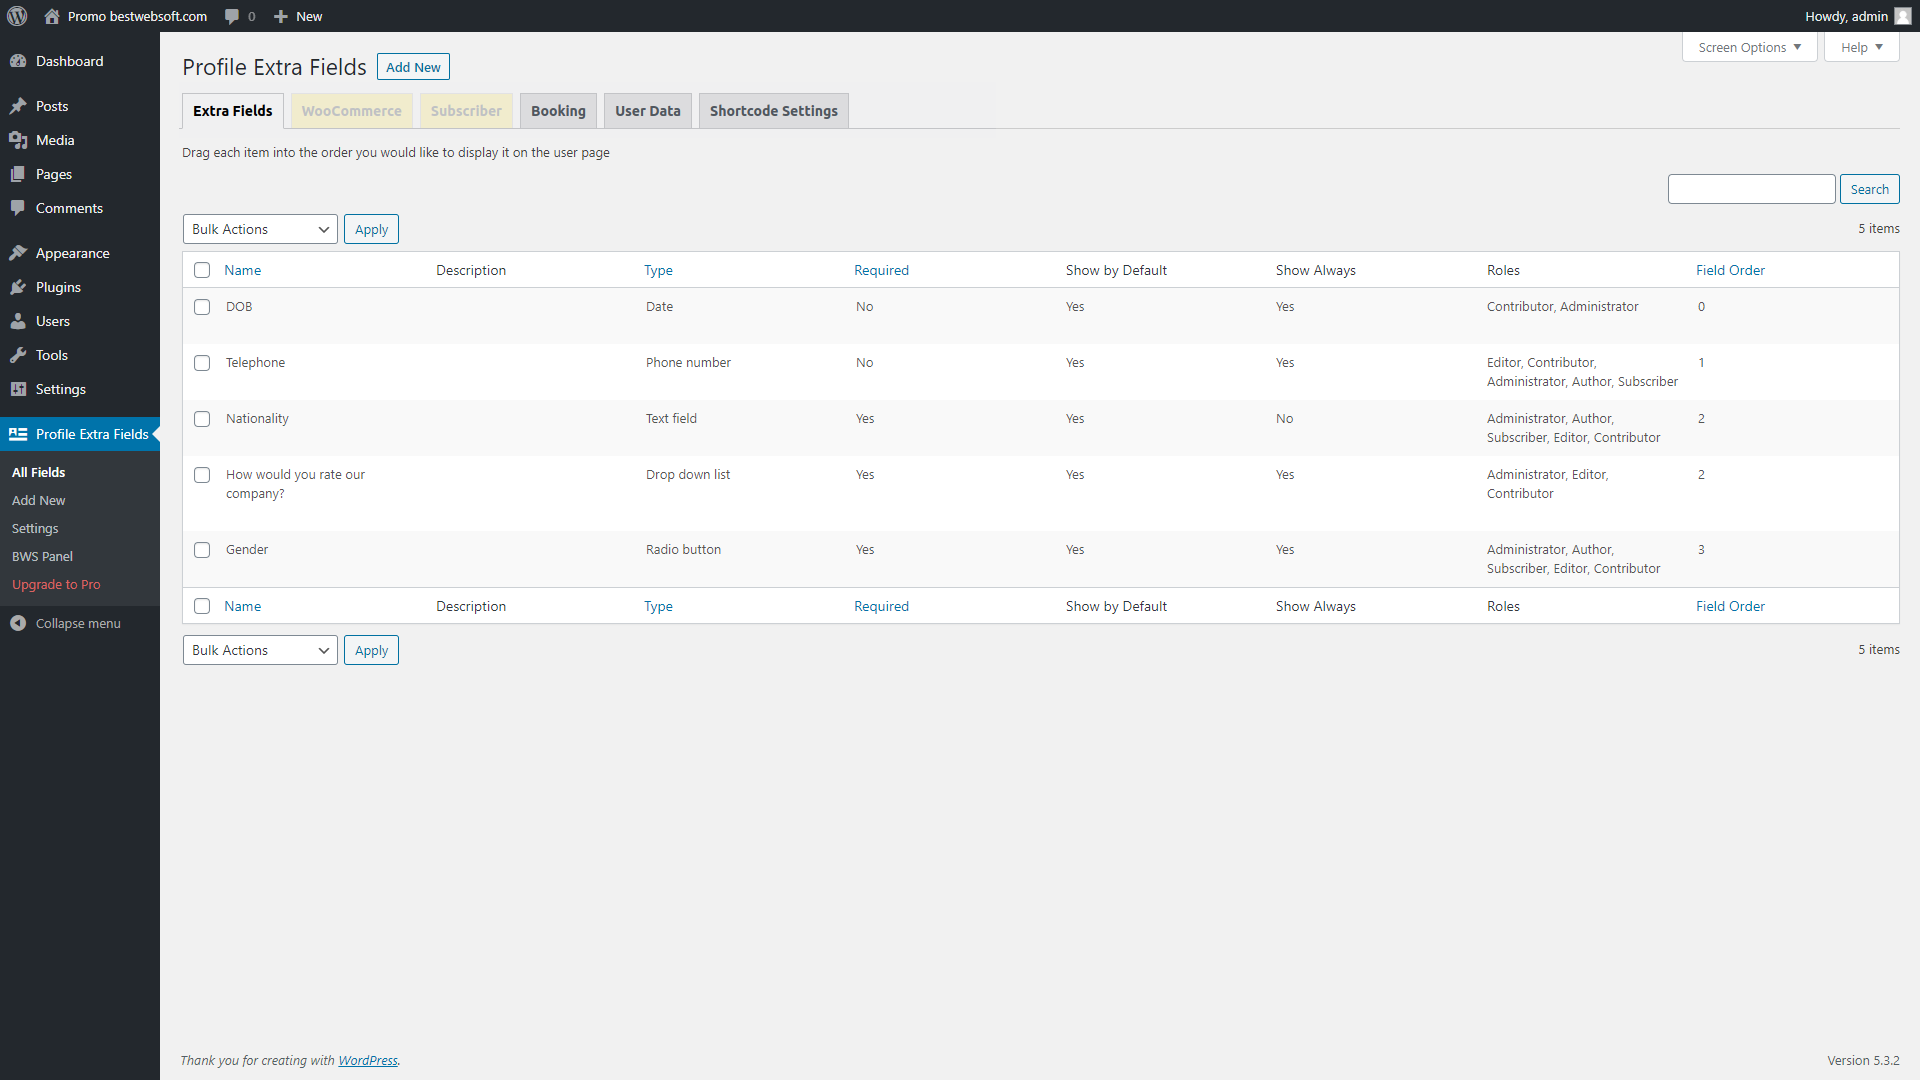 Promo bestwebsoft.com 0 New Howdy, admin
Screen Options Help
Dashboard
Posts
Media
Pages
Comments
Appearance
Plugins
Users
Tools
Settings
Profile Extra Fields
All Fields
Add New
Settings
BWS Panel
Upgrade to Pro
Collapse menu
Profile Extra Fields Add New
Extra Fields WooCommerce Subscriber Booking User Data Shortcode Settings
Drag each item into the order you would like to display it on the user page
Search
Bulk Actions Apply 5 items
Name Description Type Required Show by Default Show Always Roles Field Order
DOB Date No Yes Yes Contributor, Administrator 0
Telephone Phone number No Yes Yes Editor, Contributor, 1
Administrator, Author, Subscriber
Nationality Text field Yes Yes No Administrator, Author, 2
Subscriber, Editor, Contributor
How would you rate our Drop down list Yes Yes Yes Administrator, Editor, 2
company? Contributor
Gender Radio button Yes Yes Yes Administrator, Author, 3
Subscriber, Editor, Contributor
Name Description Type Required Show by Default Show Always Roles Field Order
Bulk Actions Apply 5 items
Thank you for creating with WordPress. Version 5.3.2